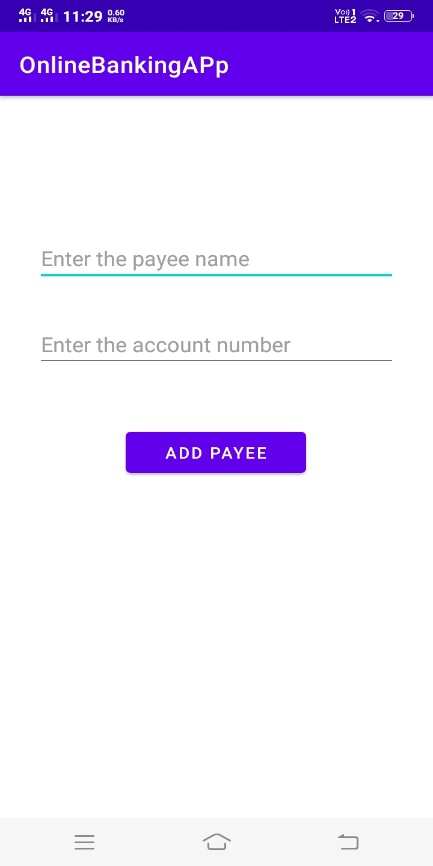 4G 4G 11:29 0.60 KB/s Vo)) 1 LTE2 29
OnlineBankingAPp
Enter the payee name
Enter the account number
ADD PAYEE